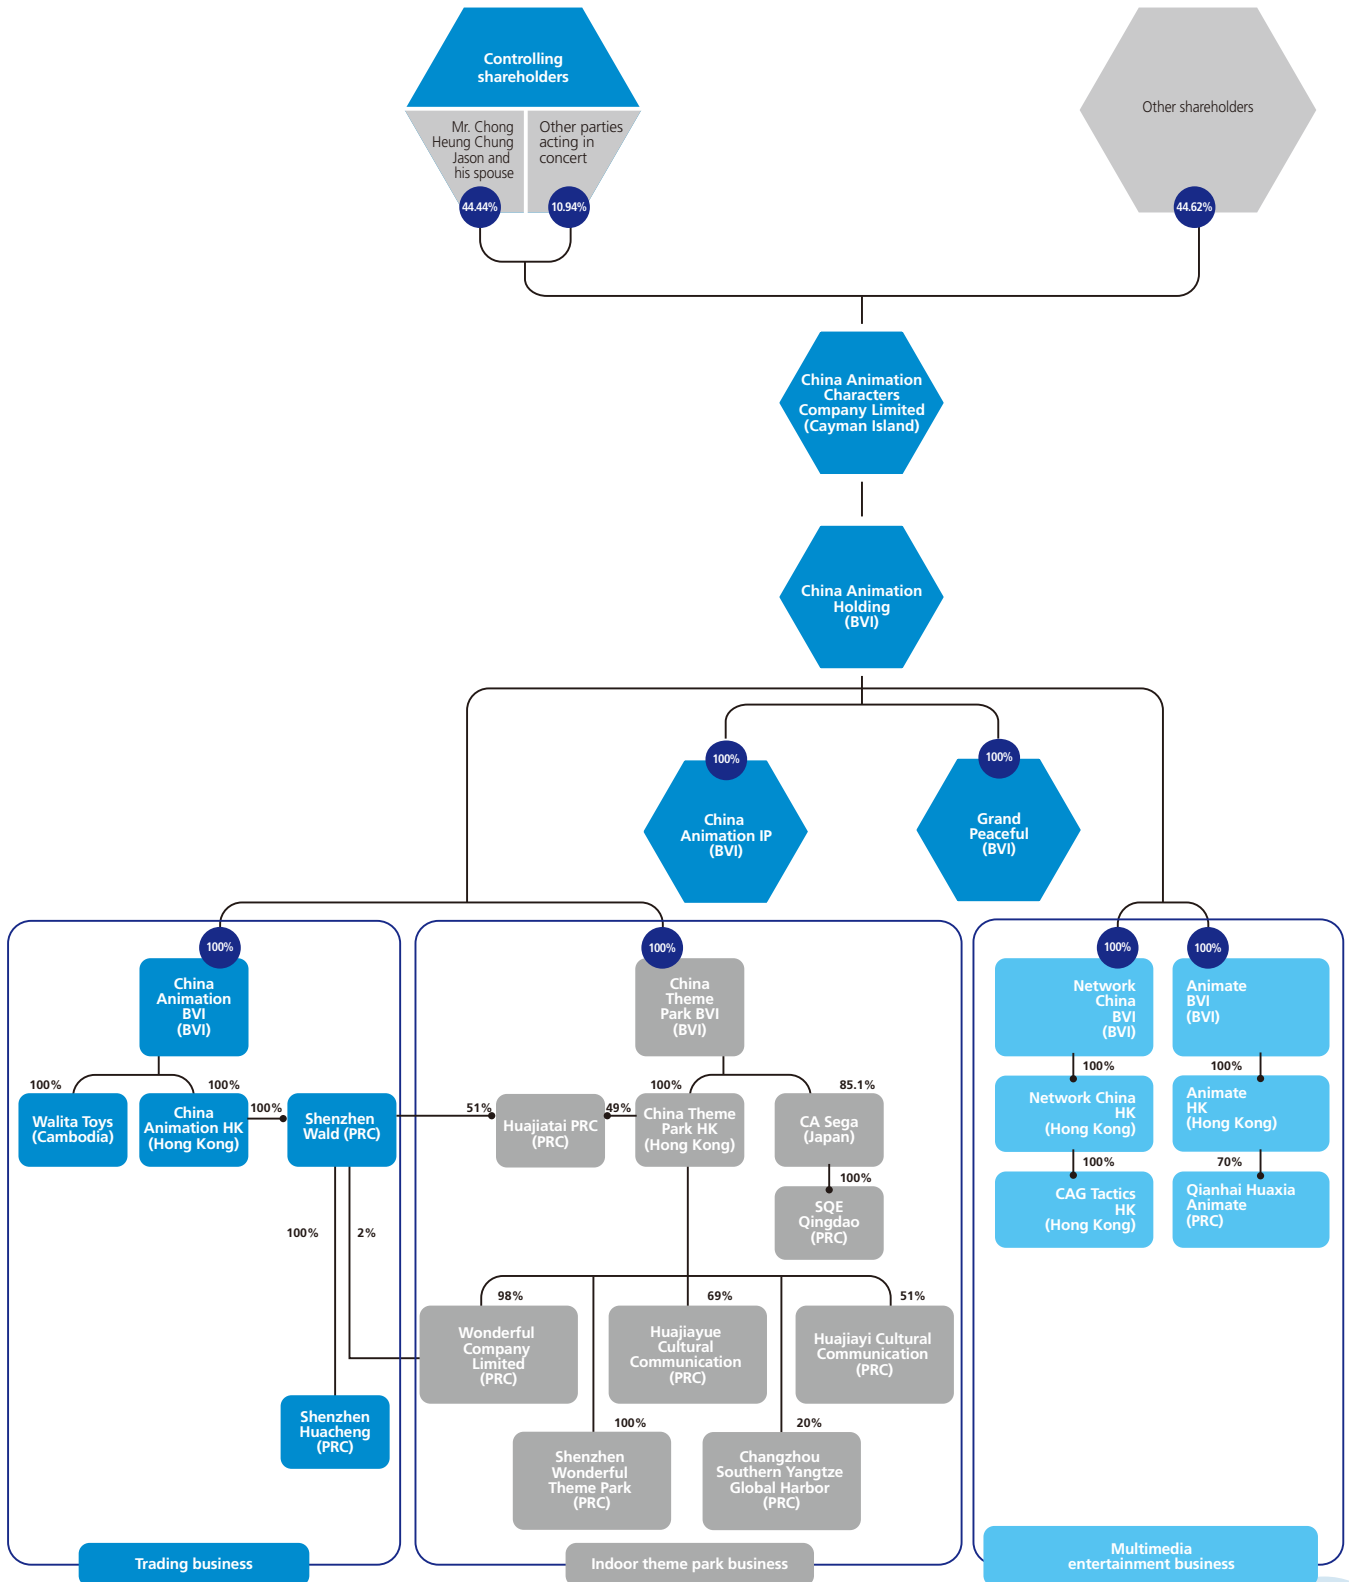 Controlling
shareholders
Mr. Chong
Heung Chung
Jason and
his spouse
Other parties
acting in
concert
44.44%
10.94%
Other shareholders
44.62%
China Animation
Characters
Company Limited
(Cayman Island)
China Animation
Holding
(BVI)
100%
China
Animation IP
(BVI)
100%
Grand
Peaceful
(BVI)
100%
China
Animation
BVI
(BVI)
100%
100%
Walita Toys
(Cambodia)
China
Animation HK
(Hong Kong)
100%
Shenzhen
Wald (PRC)
100%
2%
Shenzhen
Huacheng
(PRC)
Trading business
100%
China
Theme
Park BVI
(BVI)
100%
85.1%
51%
Huajiatai PRC
(PRC)
49%
China Theme
Park HK
(Hong Kong)
CA Sega
(Japan)
100%
SQE
Qingdao
(PRC)
98%
69%
51%
Wonderful
Company
Limited
(PRC)
Huajiayue
Cultural
Communication
(PRC)
Huajiayi Cultural
Communication
(PRC)
100%
20%
Shenzhen
Wonderful
Theme Park
(PRC)
Changzhou
Southern Yangtze
Global Harbor
(PRC)
Indoor theme park business
100%
100%
Network
China
BVI
(BVI)
Animate
BVI
(BVI)
100%
100%
Network China
HK
(Hong Kong)
Animate
HK
(Hong Kong)
100%
70%
CAG Tactics
HK
(Hong Kong)
Qianhai Huaxia
Animate
(PRC)
Multimedia
entertainment business